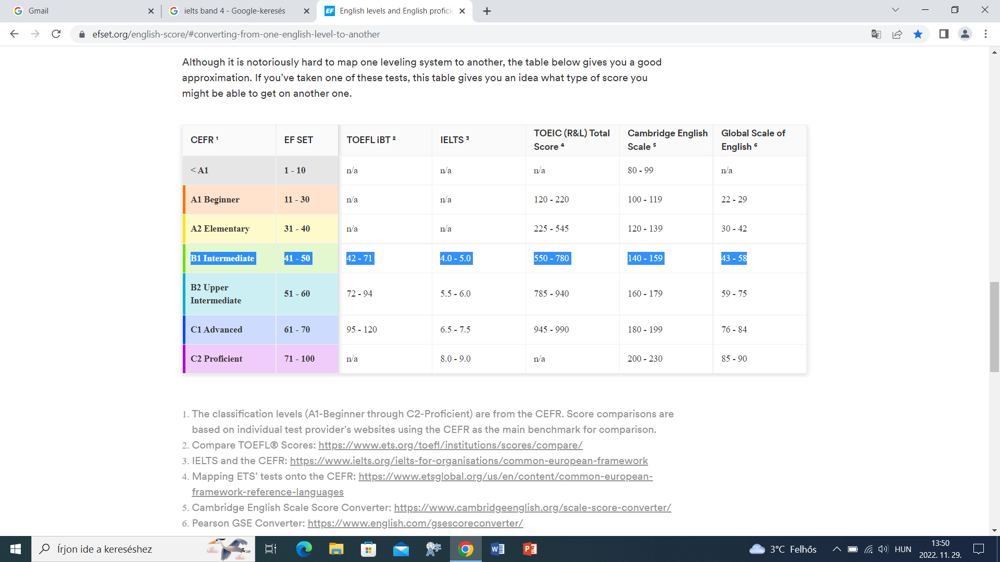 Gmail
ielts band 4 - Google-keresés
EF English levels and English proficie
efset.org/english-score/#converting-from-one-english-level-to-another
Although it is notoriously hard to map one leveling system to another, the table below gives you a good
approximation. If you’ve taken one of these tests, this table gives you an idea what type of score you
might be able to get on another one.
CEFR ¹ EF SET TOEFL iBT ² IELTS ³ TOEIC (R&L) Total Score ⁴ Cambridge English Scale ⁵ Global Scale of English ⁶
< A1 1 - 10 n/a n/a n/a 80 - 99 n/a
A1 Beginner 11 - 30 n/a n/a 120 - 220 100 - 119 22 - 29
A2 Elementary 31 - 40 n/a n/a 225 - 545 120 - 139 30 - 42
B1 Intermediate 41 - 50 42 - 71 4.0 - 5.0 550 - 780 140 - 159 43 - 58
B2 Upper Intermediate 51 - 60 72 - 94 5.5 - 6.0 785 - 940 160 - 179 59 - 75
C1 Advanced 61 - 70 95 - 120 6.5 - 7.5 945 - 990 180 - 199 76 - 84
C2 Proficient 71 - 100 n/a 8.0 - 9.0 n/a 200 - 230 85 - 90
1. The classification levels (A1-Beginner through C2-Proficient) are from the CEFR. Score comparisons are
based on individual test provider's websites using the CEFR as the main benchmark for comparison.
2. Compare TOEFL® Scores: https://www.ets.org/toefl/institutions/scores/compare/
3. IELTS and the CEFR: https://www.ielts.org/ielts-for-organisations/common-european-framework
4. Mapping ETS’ tests onto the CEFR: https://www.etsglobal.org/us/en/content/common-european-
framework-reference-languages
5. Cambridge English Scale Score Converter: https://www.cambridgeenglish.org/scale-score-converter/
6. Pearson GSE Converter: https://www.english.com/gsescoreconverter/
Írjon ide a kereséshez
3°C Felhős
HUN
13:50
2022. 11. 29.